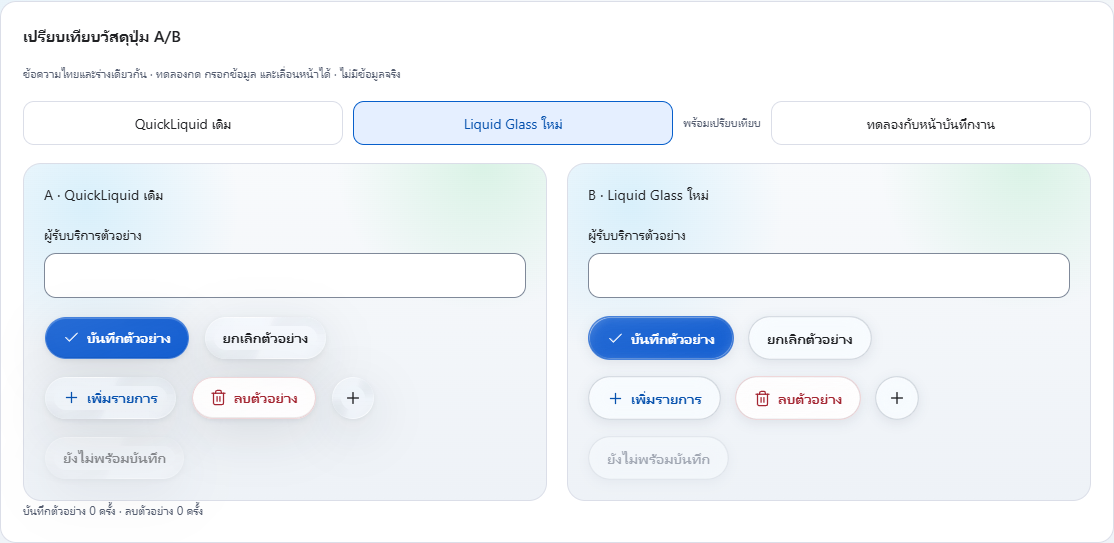 เปรียบเทียบวัสดุปุ่ม A/B
ข้อความไทยและร่างเดียวกัน · ทดลองกด กรอกข้อมูล และเลื่อนหน้าได้ · ไม่มีข้อมูลจริง
QuickLiquid เดิม
Liquid Glass ใหม่
พร้อมเปรียบเทียบ
ทดลองกับหน้าบันทึกงาน
A · QuickLiquid เดิม
ผู้รับบริการตัวอย่าง
บันทึกตัวอย่าง
ยกเลิกตัวอย่าง
เพิ่มรายการ
ลบตัวอย่าง
ยังไม่พร้อมบันทึก
B · Liquid Glass ใหม่
ผู้รับบริการตัวอย่าง
บันทึกตัวอย่าง
ยกเลิกตัวอย่าง
เพิ่มรายการ
ลบตัวอย่าง
ยังไม่พร้อมบันทึก
บันทึกตัวอย่าง 0 ครั้ง · ลบตัวอย่าง 0 ครั้ง